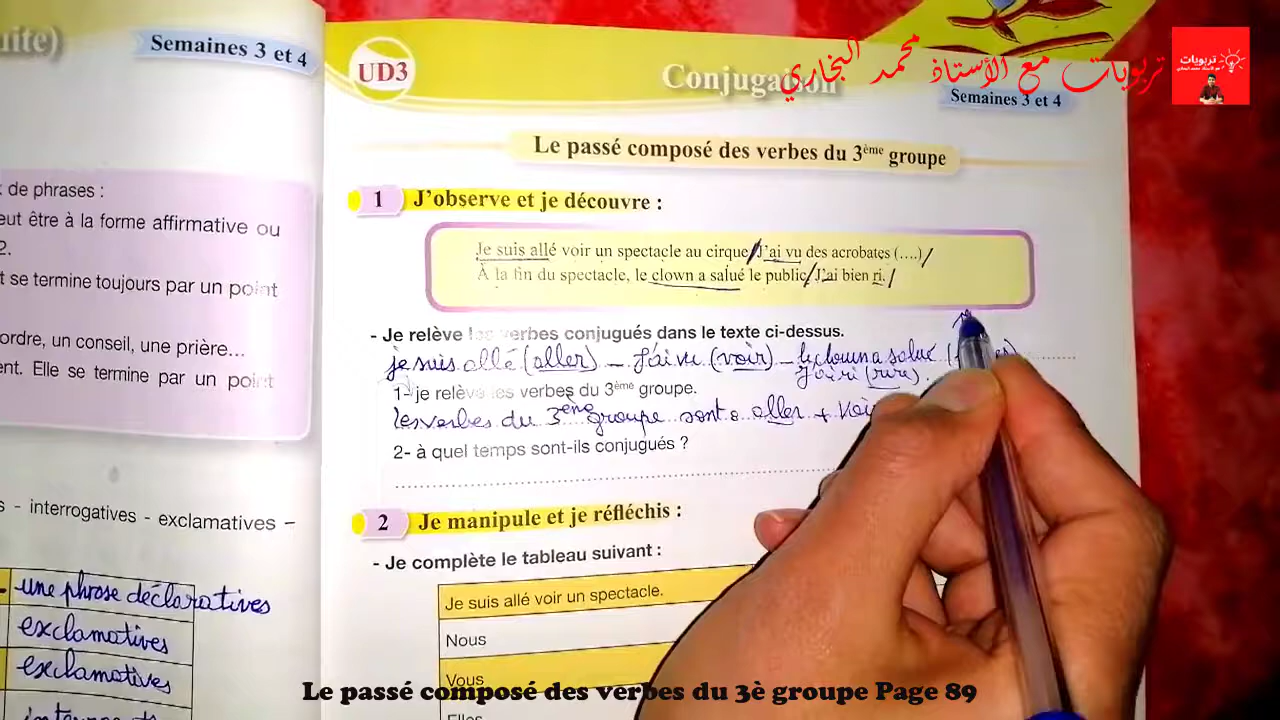 Semaines 3 et 4
de phrases :
eut être à la forme affirmative ou
2.
t se termine toujours par un point
ordre, un conseil, une prière...
ent. Elle se termine par un point
- interrogatives - exclamatives –
une phrase déclaratives
exclamatives
exclamatives
UD3
Conjugaison
Semaines 3 et 4
تربويات مع الأستاذ محمد البخاري
تربويات
Le passé composé des verbes du 3ème groupe
1 J'observe et je découvre :
Je suis allé voir un spectacle au cirque/J'ai vu des acrobates (....)/
À la fin du spectacle, le clown a salué le public/J'ai bien ri./
- Je relève les verbes conjugués dans le texte ci-dessus.
je suis allé (aller) – J'ai vu (voir) – le clown a salué (
J'ai ri (rire).
1- je relève les verbes du 3ème groupe.
les verbes du 3ème groupe sont : aller + voi
2- à quel temps sont-ils conjugués ?
2 Je manipule et je réfléchis :
- Je complète le tableau suivant :
Je suis allé voir un spectacle.
Nous
Vous
Elles
Le passé composé des verbes du 3è groupe Page 89